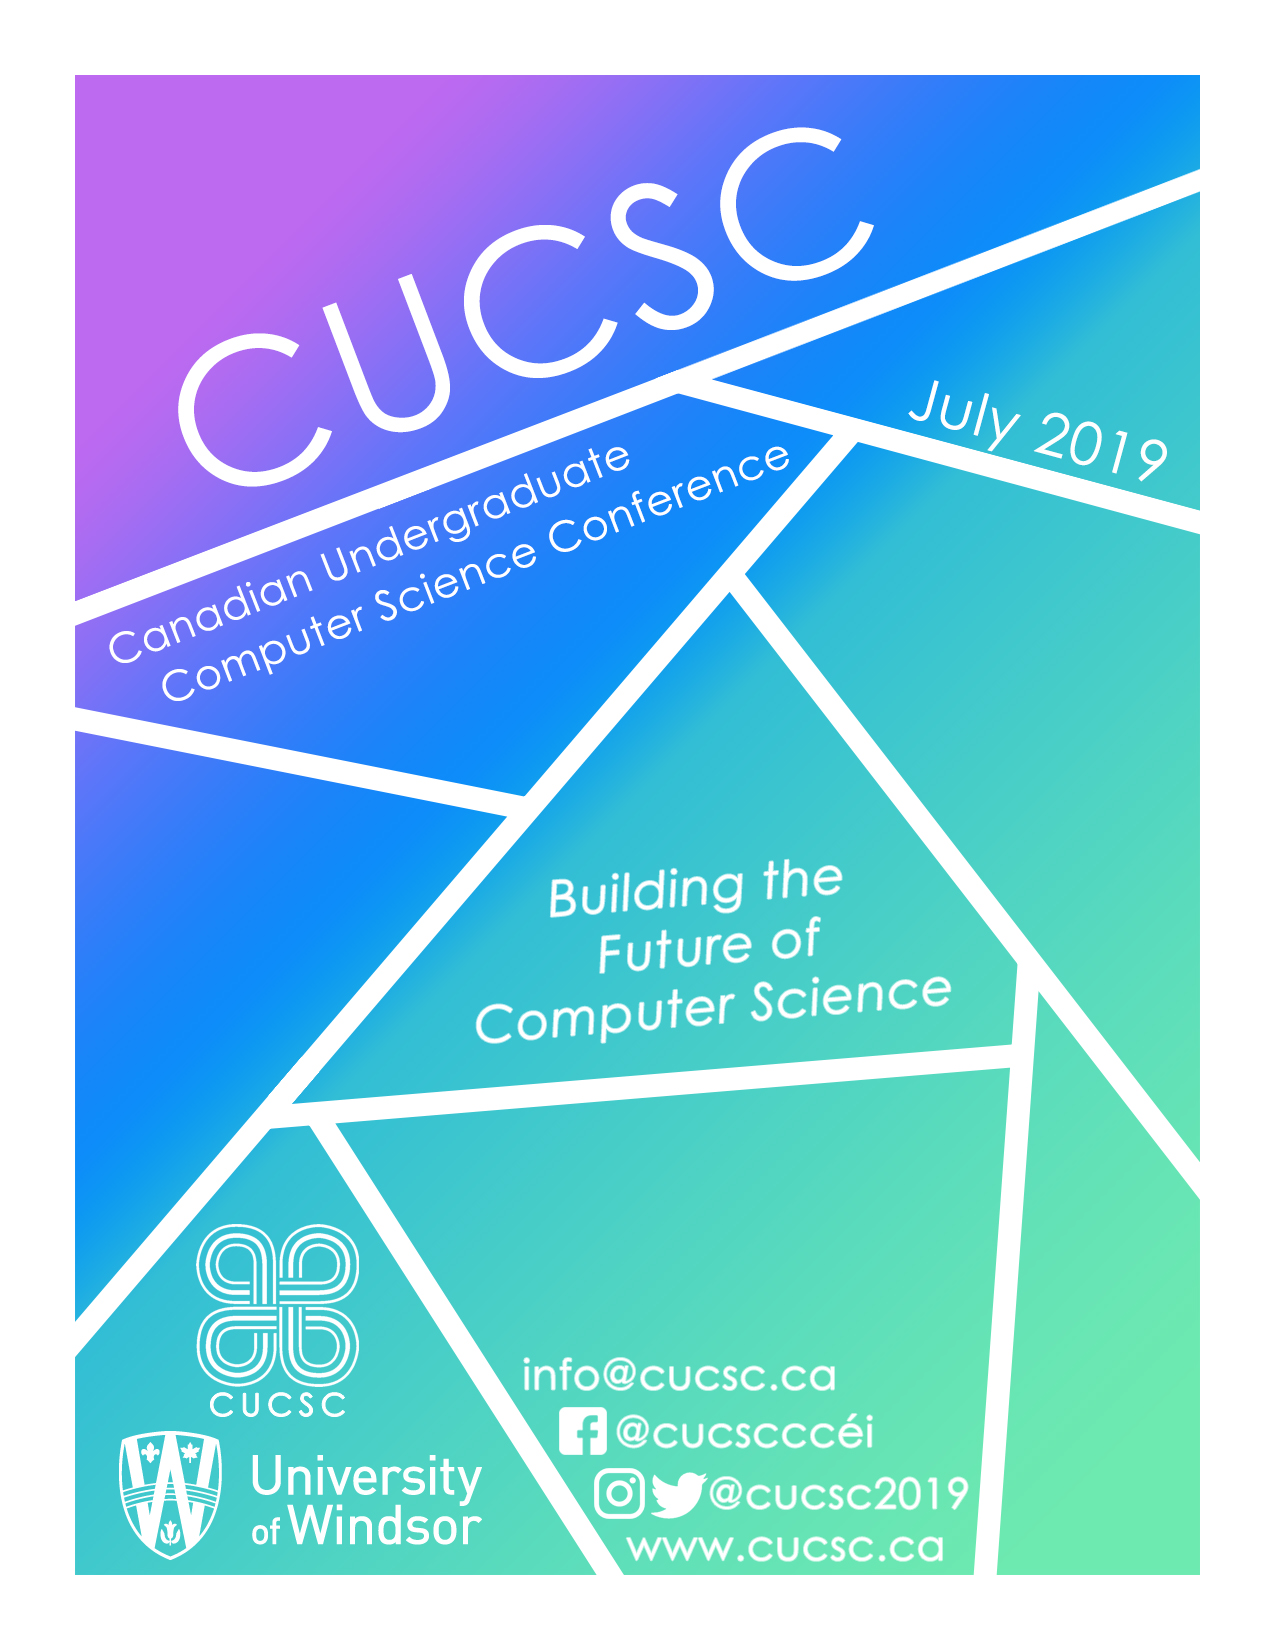 CUCSC
July 2019
Canadian Undergraduate
Computer Science Conference
Building the
Future of
Computer Science
CUCSC
University
of Windsor
info@cucsc.ca
@cucscccéi
@cucsc2019
www.cucsc.ca